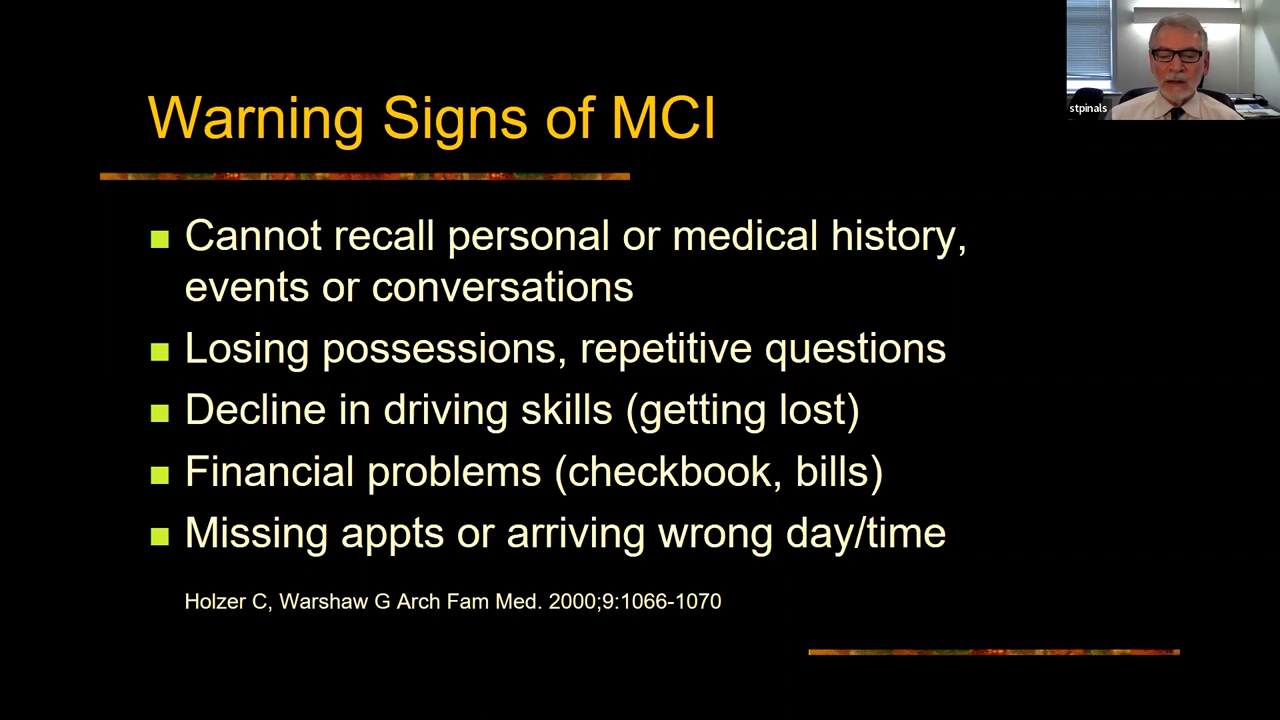 Warning Signs of MCI
stpinals
Cannot recall personal or medical history,
events or conversations
Losing possessions, repetitive questions
Decline in driving skills (getting lost)
Financial problems (checkbook, bills)
Missing appts or arriving wrong day/time
Holzer C, Warshaw G Arch Fam Med. 2000;9:1066-1070